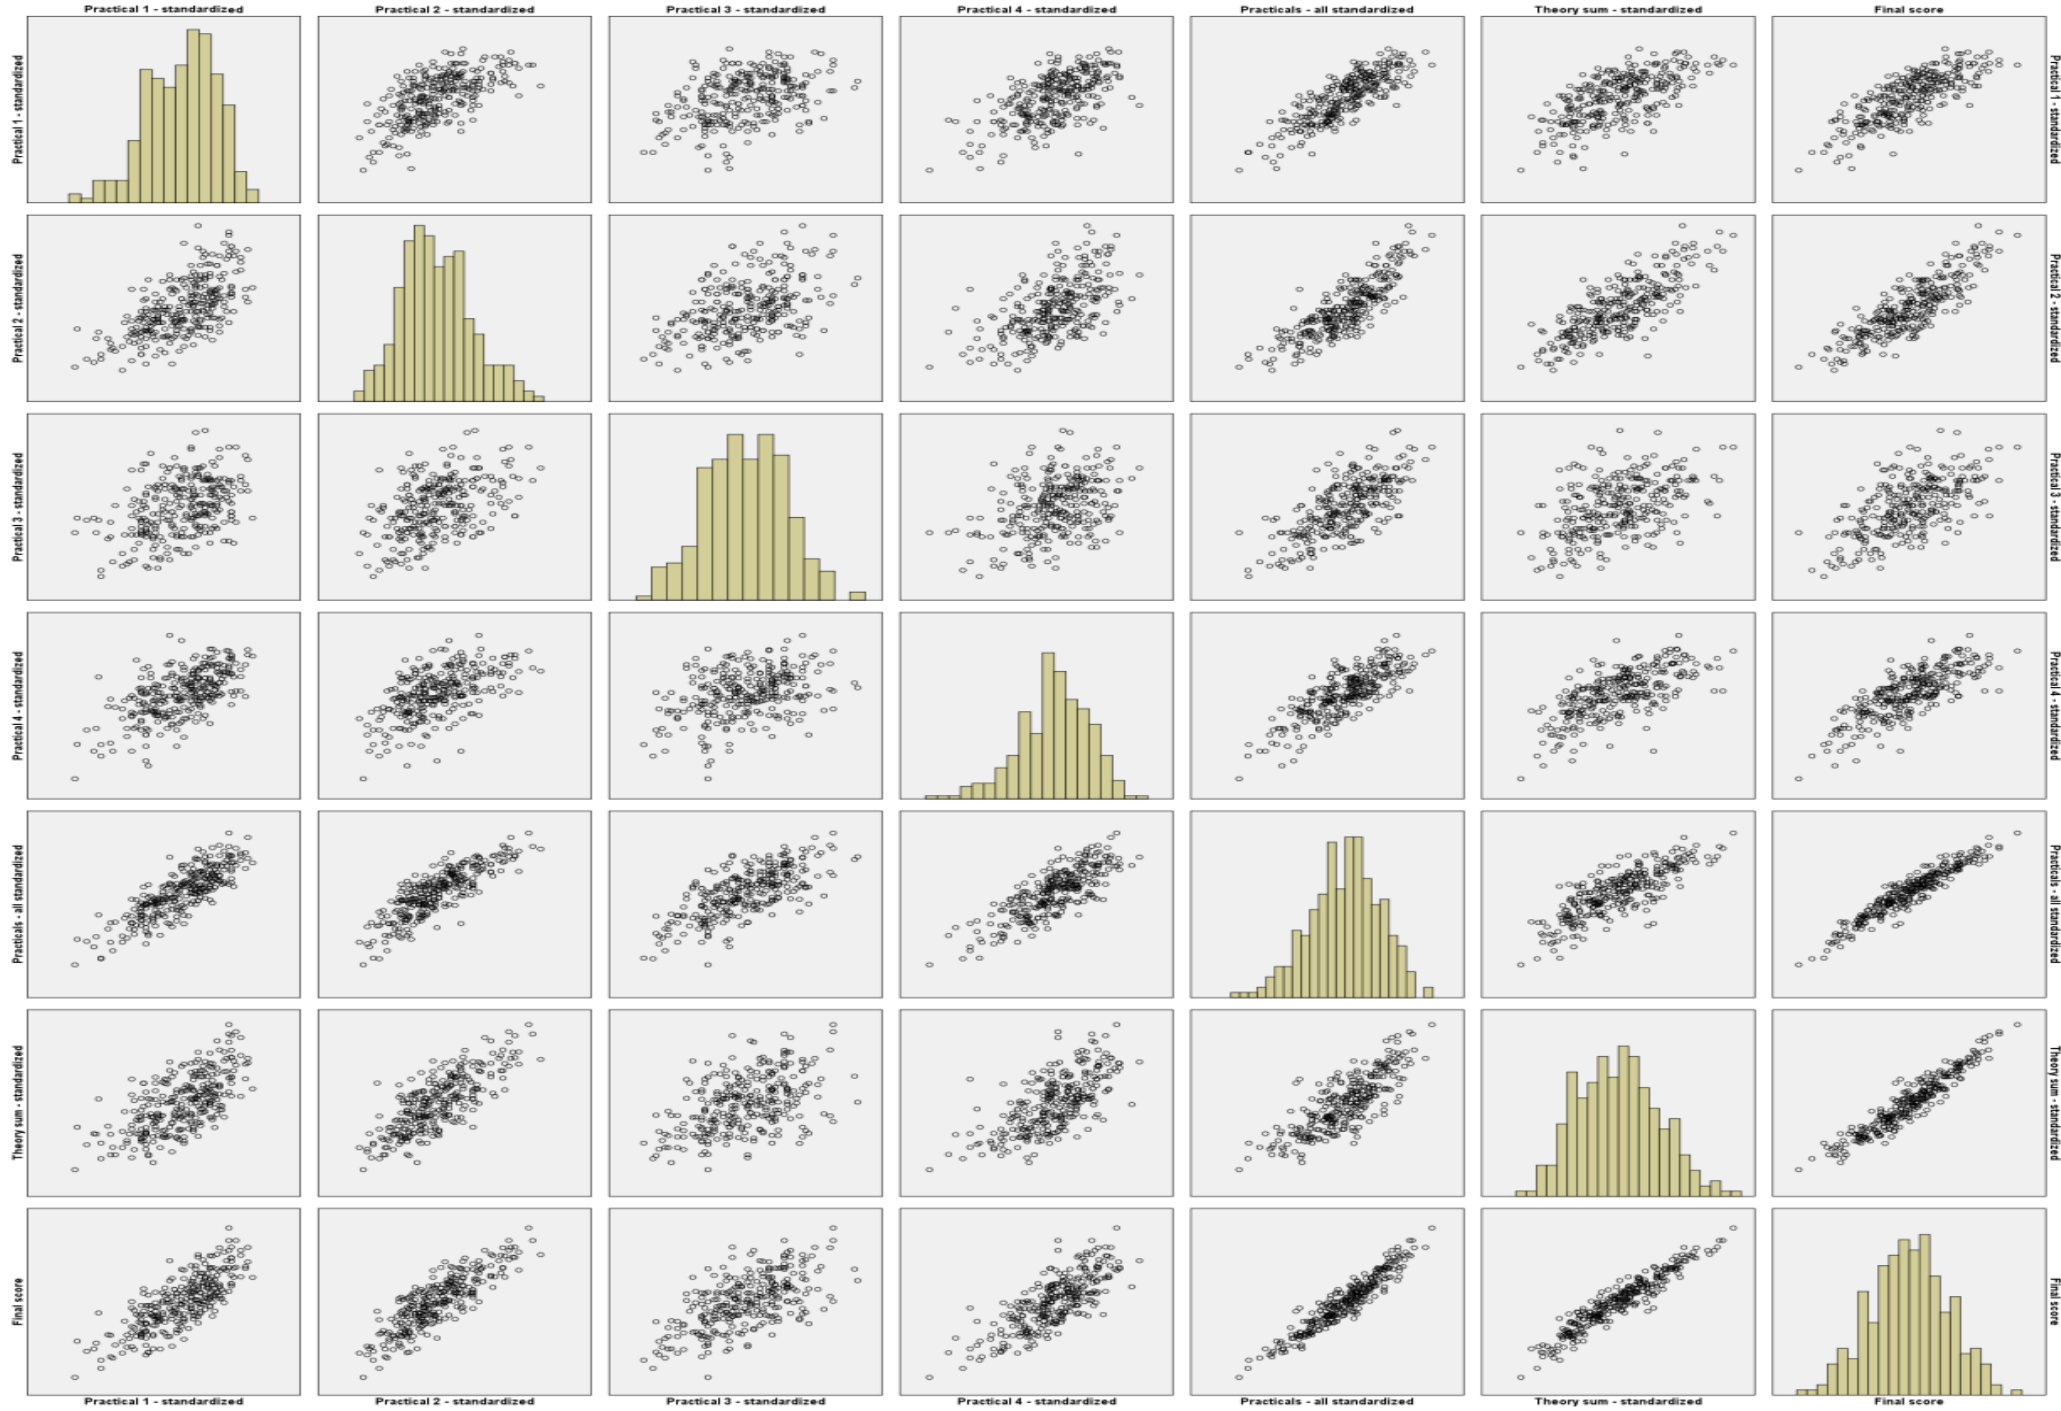 Practical 1 - standardized
Practical 2 - standardized
Practical 3 - standardized
Practical 4 - standardized
Practicals - all standardized
Theory sum - standardized
Final score
Practical 1 - standardized
Practical 1 - standardized
Practical 2 - standardized
Practical 2 - standardized
Practical 3 - standardized
Practical 3 - standardized
Practical 4 - standardized
Practical 4 - standardized
Practicals - all standardized
Practicals - all standardized
Theory sum - standardized
Theory sum - standardized
Final score
Final score
Practical 1 - standardized
Practical 2 - standardized
Practical 3 - standardized
Practical 4 - standardized
Practicals - all standardized
Theory sum - standardized
Final score